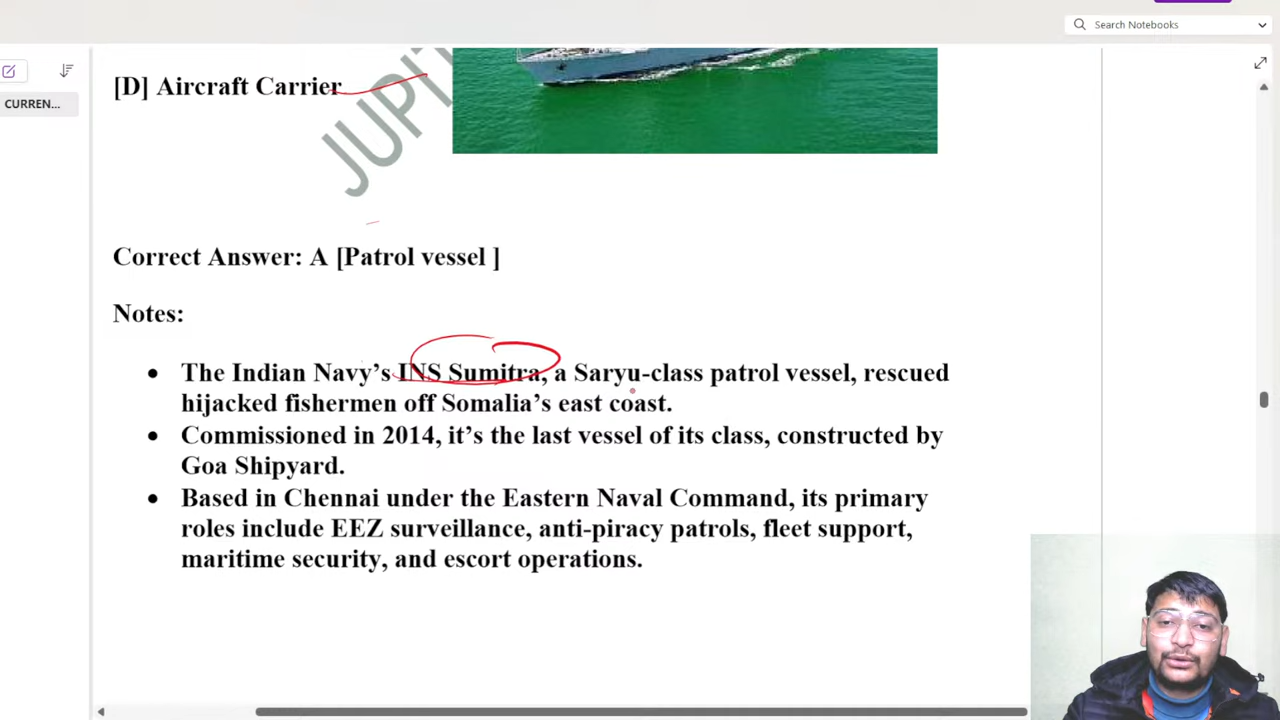 Search Notebooks
[D] Aircraft Carrier
CURREN...
JUPIT
Correct Answer: A [Patrol vessel ]
Notes:
• The Indian Navy’s INS Sumitra, a Saryu-class patrol vessel, rescued
hijacked fishermen off Somalia’s east coast.
• Commissioned in 2014, it’s the last vessel of its class, constructed by
Goa Shipyard.
• Based in Chennai under the Eastern Naval Command, its primary
roles include EEZ surveillance, anti-piracy patrols, fleet support,
maritime security, and escort operations.